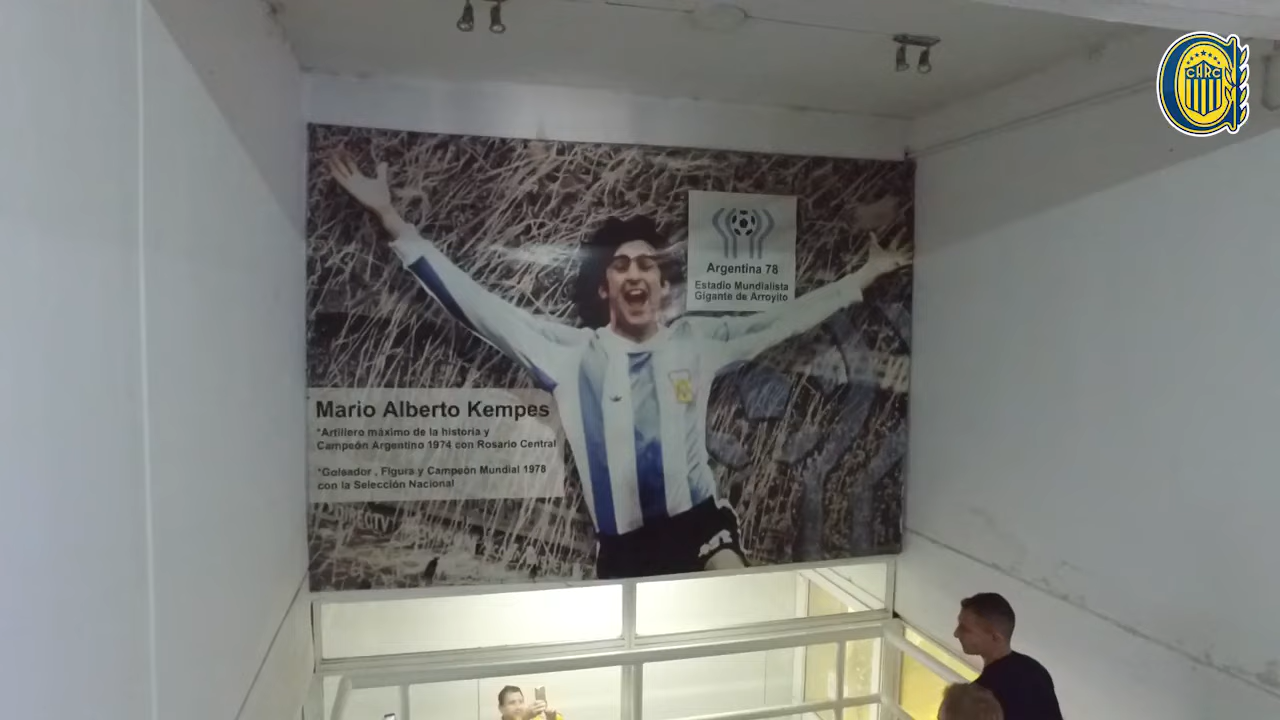 CARC
Argentina 78
Estadio Mundialista
Gigante de Arroyito
Mario Alberto Kempes
*Artillero máximo de la historia y
Campeón Argentino 1974 con Rosario Central
*Goleador , Figura y Campeón Mundial 1978
con la Selección Nacional
DIRECTV